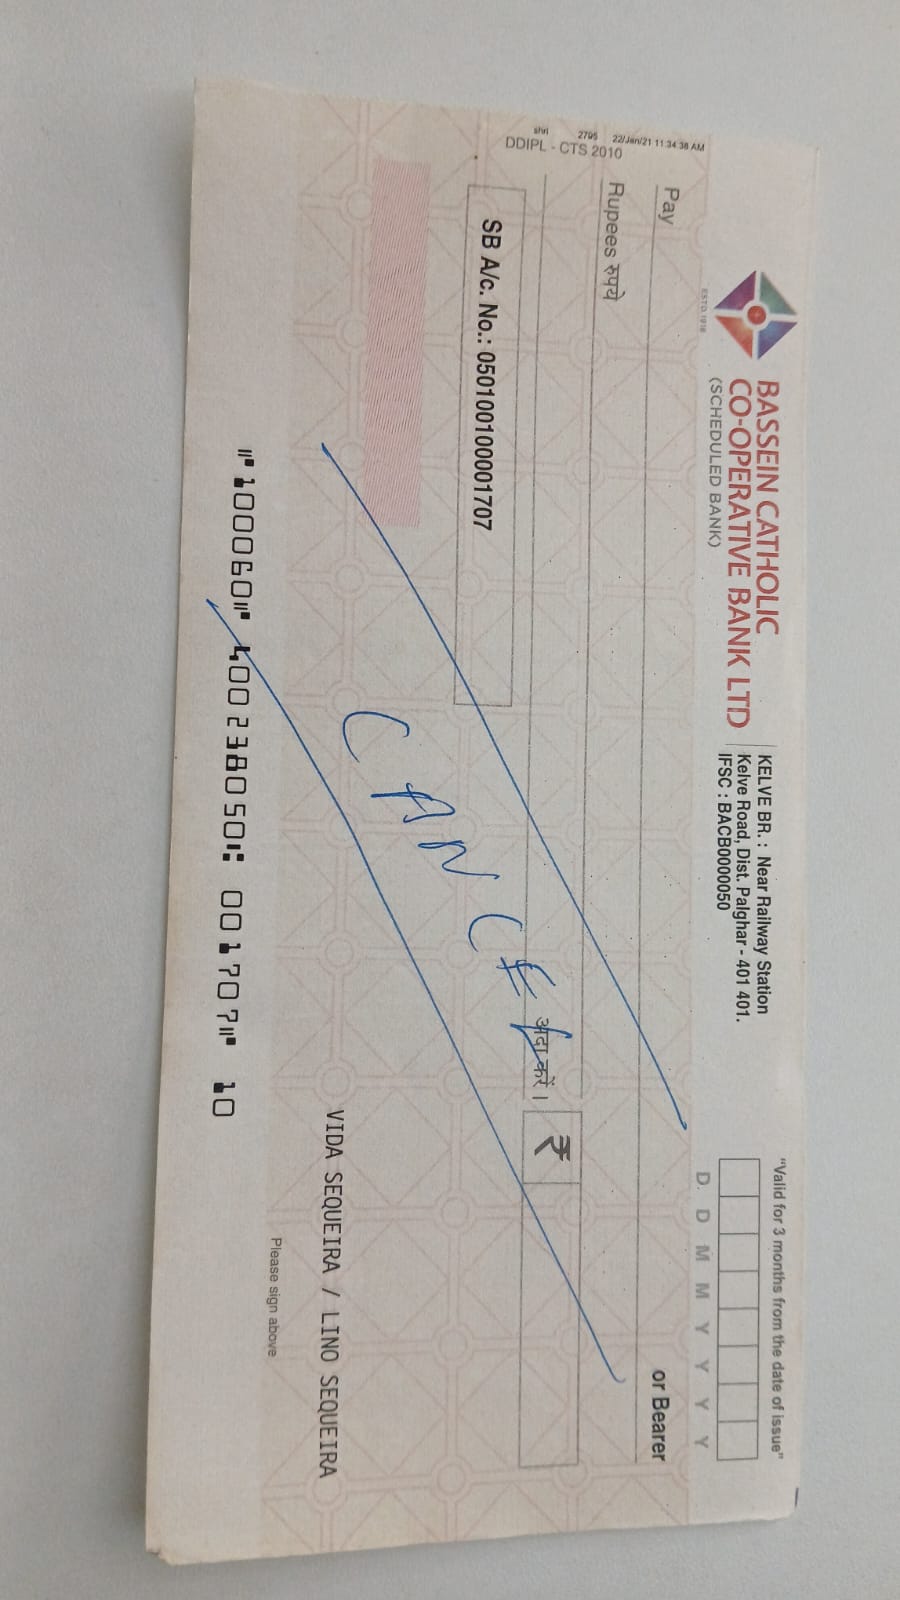 shri 2795 22/Jan/21 11:34:38 AM
DDIPL - CTS 2010
ESTD.1918
BASSEIN CATHOLIC
CO-OPERATIVE BANK LTD
(SCHEDULED BANK)
KELVE BR. : Near Railway Station
Kelve Road, Dist. Palghar - 401 401.
IFSC : BACB0000050
"Valid for 3 months from the date of issue"
D D M M Y Y Y Y
Pay
or Bearer
Rupees रुपये
अदा करें ।
₹
SB A/c. No.: 050100100001707
CANCEL
VIDA SEQUEIRA / LINO SEQUEIRA
Please sign above
⑈100060⑈ 400238050⑆ 001707⑈ 10